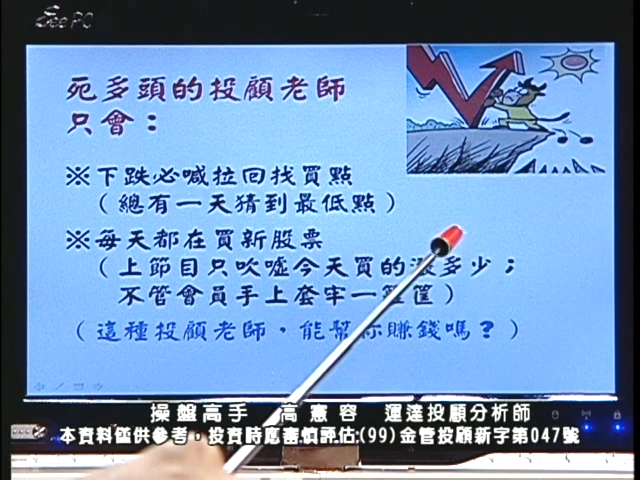 Eee PC
死多頭的投顧老師
只會：
※下跌必喊拉回找買點
（總有一天猜到最低點）
※每天都在買新股票
（上節目只吹噓今天買的漲多少；
不管會員手上套牢一籮筐）
（這種投顧老師，能幫你賺錢嗎？）
操盤高手 高憲容 運達投顧分析師
本資料僅供參考。投資時應審慎評估:(99)金管投顧新字第047號